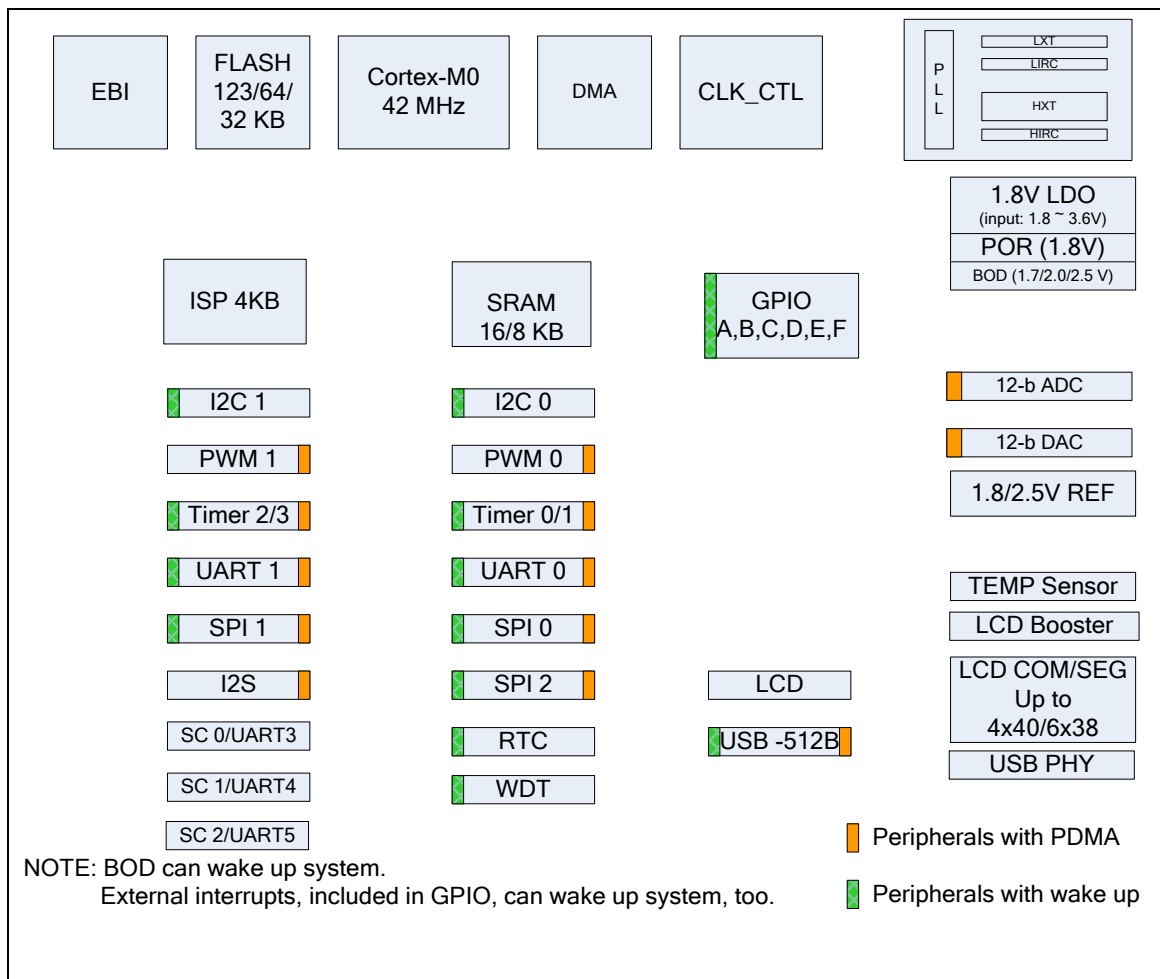 EBI
FLASH
123/64/
32 KB
Cortex-M0
42 MHz
DMA
CLK_CTL
PLL
LXT
LIRC
HXT
HIRC
1.8V LDO
(input: 1.8 ~ 3.6V)
POR (1.8V)
BOD (1.7/2.0/2.5 V)
ISP 4KB
SRAM
16/8 KB
GPIO
A,B,C,D,E,F
I2C 1
I2C 0
12-b ADC
PWM 1
PWM 0
12-b DAC
1.8/2.5V REF
Timer 2/3
Timer 0/1
UART 1
UART 0
TEMP Sensor
SPI 1
SPI 0
LCD Booster
I2S
SPI 2
LCD
LCD COM/SEG
Up to
4x40/6x38
SC 0/UART3
RTC
USB -512B
USB PHY
SC 1/UART4
WDT
SC 2/UART5
Peripherals with PDMA
NOTE: BOD can wake up system.
External interrupts, included in GPIO, can wake up system, too.
Peripherals with wake up